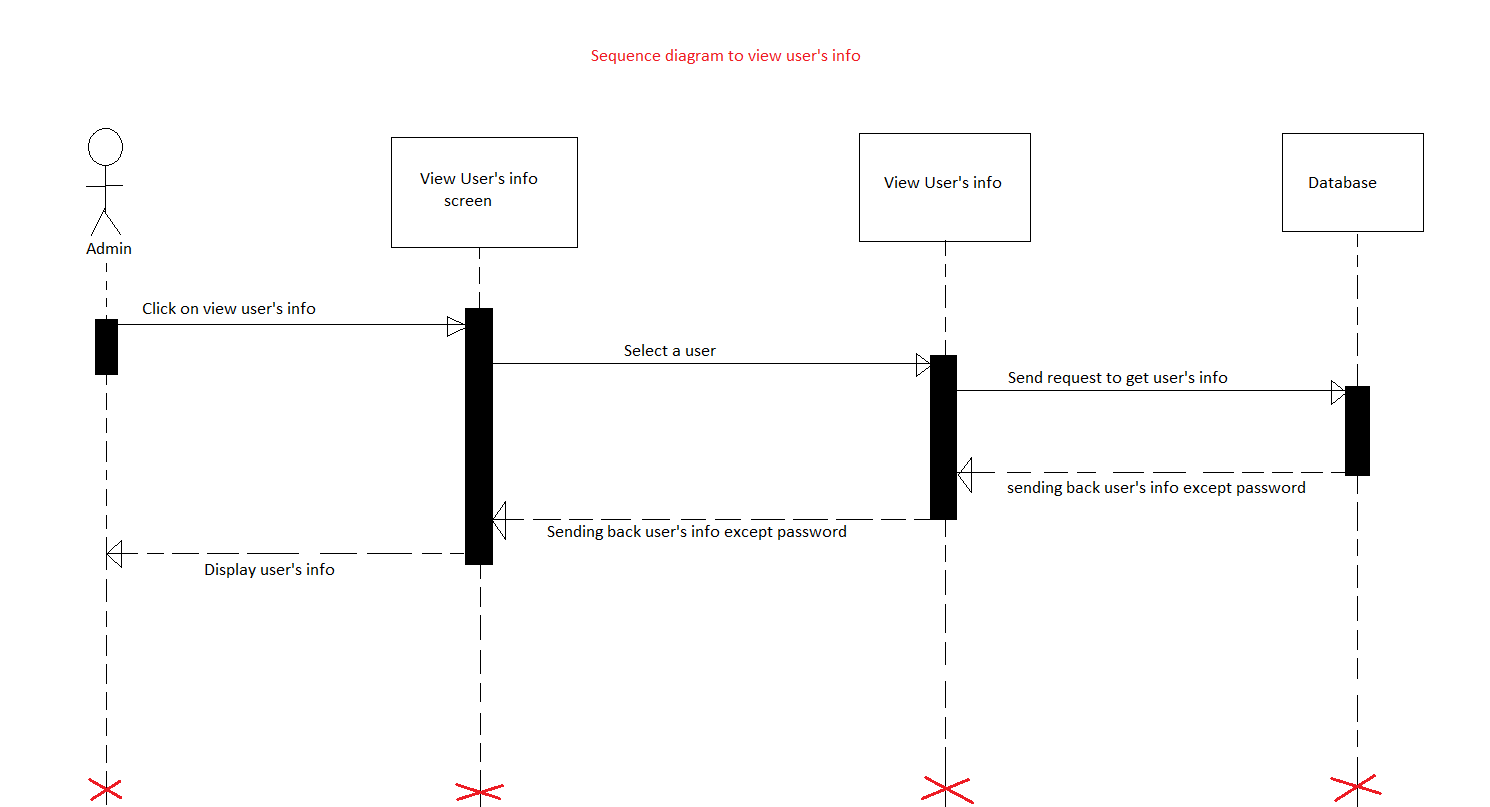 Sequence diagram to view user's info
View User's info
screen
View User's info
Database
Admin
Click on view user's info
Select a user
Send request to get user's info
sending back user's info except password
Sending back user's info except password
Display user's info